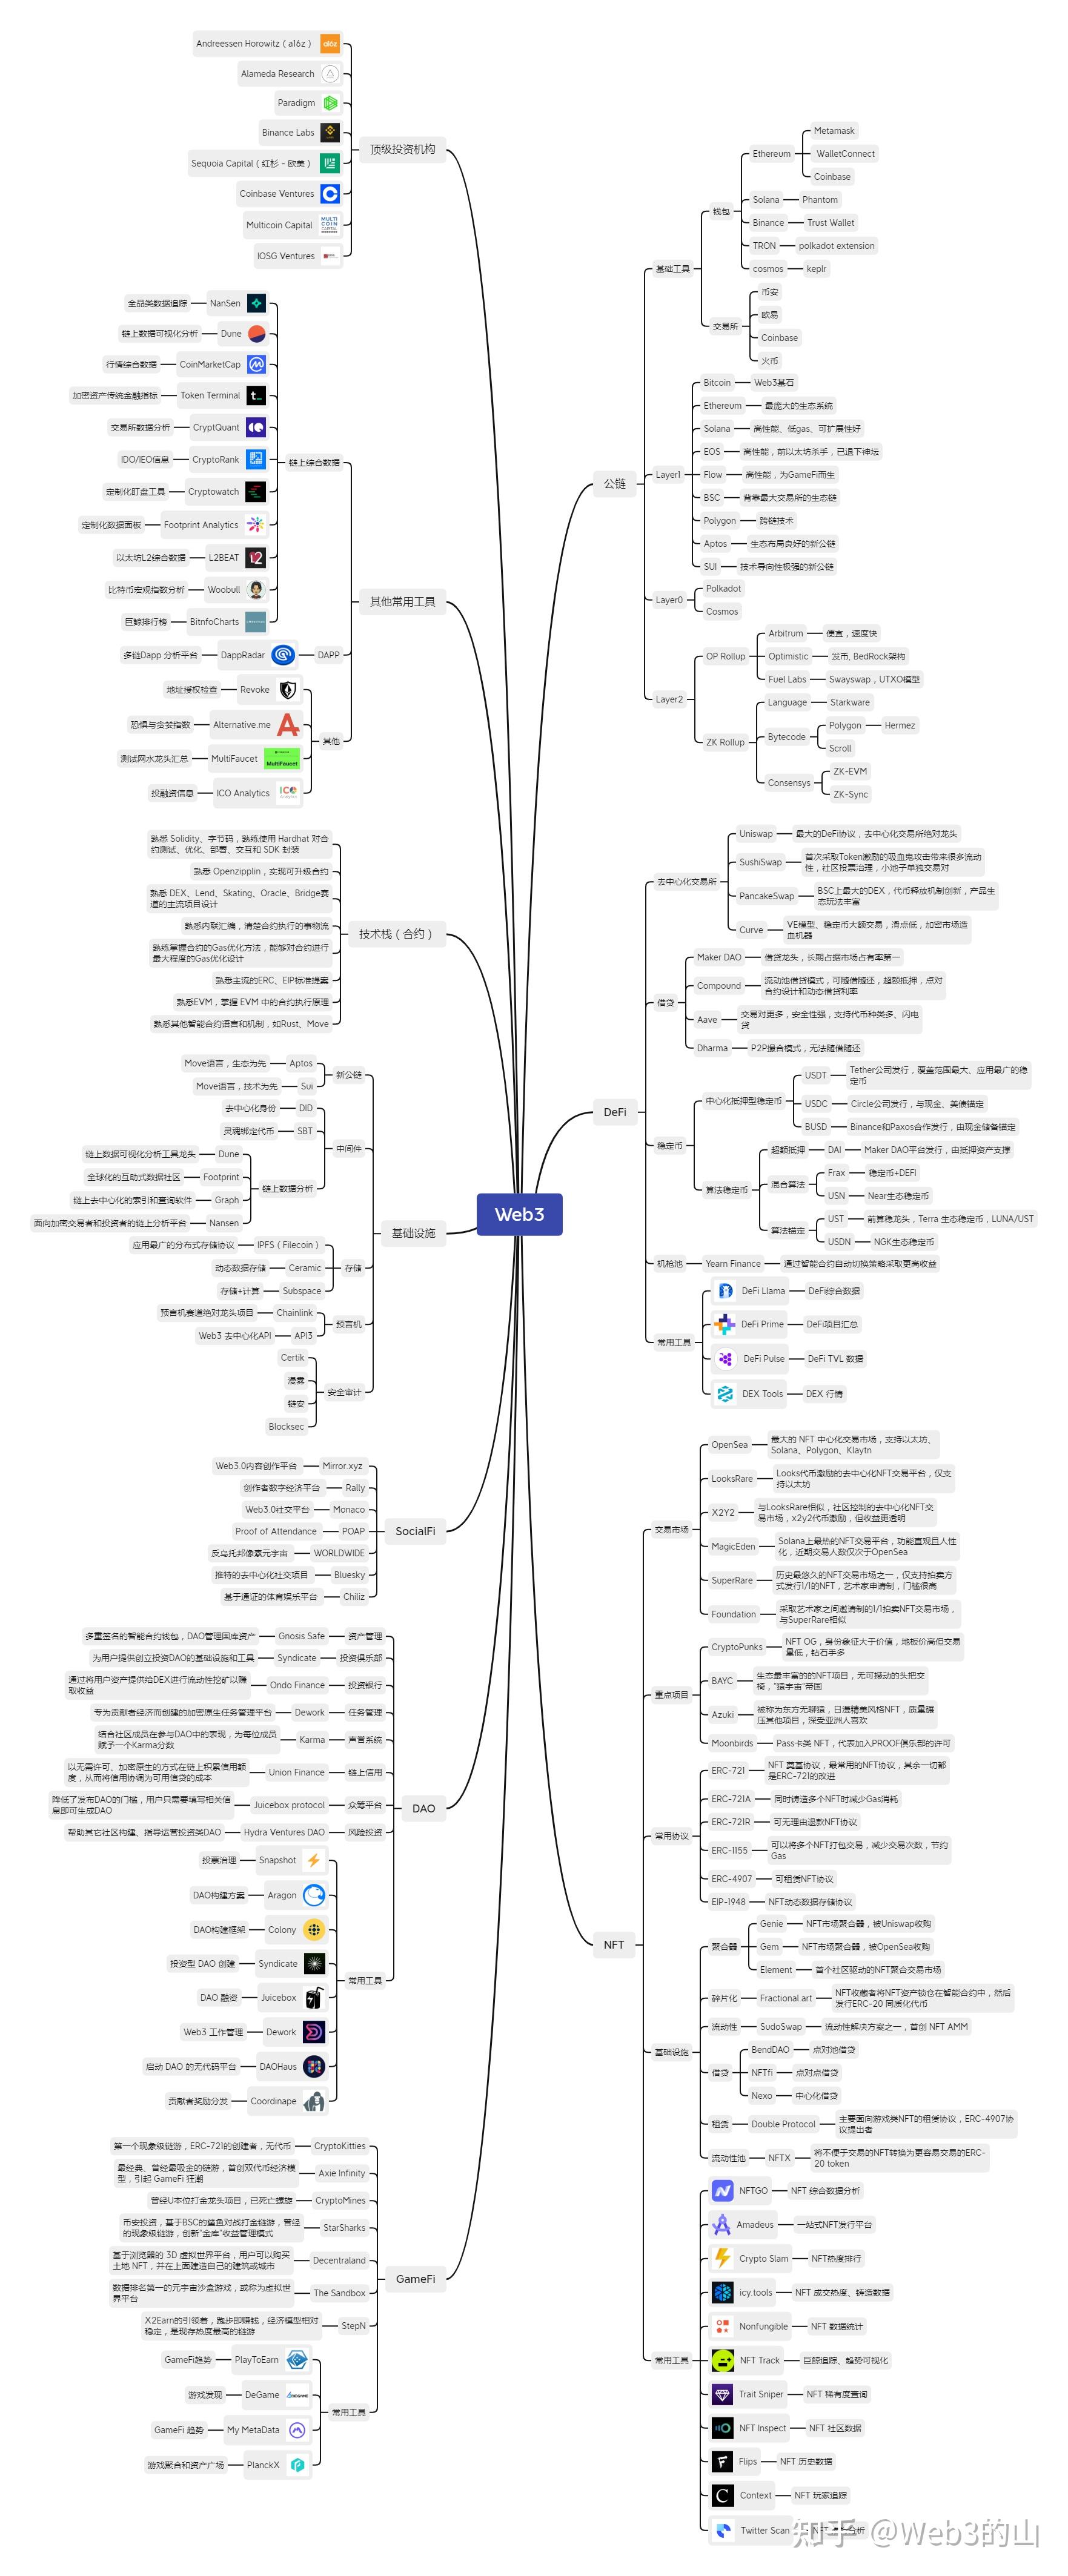 Web3
顶级投资机构
Andreessen Horowitz ( a16z )
Alameda Research
Paradigm
Binance Labs
Sequoia Capital ( 红杉 - 欧美 )
Coinbase Ventures
Multicoin Capital
IOSG Ventures
其他常用工具
链上综合数据
全品类数据追踪
NanSen
链上数据可视化分析
Dune
行情综合数据
CoinMarketCap
加密资产传统金融指标
Token Terminal
交易所数据分析
CryptQuant
IDO/IEO信息
CryptoRank
定制化盯盘工具
Cryptowatch
定制化数据面板
Footprint Analytics
以太坊L2综合数据
L2BEAT
比特币宏观指数分析
Woobull
巨鲸排行榜
BitnfoCharts
多链Dapp 分析平台
DappRadar
DAPP
其他
地址授权检查
Revoke
恐惧与贪婪指数
Alternative.me
测试网水龙头汇总
MultiFaucet
投融资信息
ICO Analytics
技术栈（合约）
熟悉 Solidity、字节码，熟练使用 Hardhat 对合
约测试、优化、部署、交互和 SDK 封装
熟悉 Openzipplin，实现可升级合约
熟悉 DEX、Lend、Skating、Oracle、Bridge赛
道的主流项目设计
熟悉内联汇编，清楚合约执行的事物流
熟练掌握合约的Gas优化方法，能够对合约进行
最大程度的Gas优化设计
熟悉主流的ERC、EIP标准提案
熟悉EVM，掌握 EVM 中的合约执行原理
熟悉其他智能合约语言和机制，如Rust、Move
基础设施
新公链
Move语言，生态为先
Aptos
Move语言，技术为先
Sui
中间件
去中心化身份
DID
灵魂绑定代币
SBT
链上数据分析
链上数据可视化分析工具龙头
Dune
全球化的互助式数据社区
Footprint
链上去中心化的索引和查询软件
Graph
面向加密交易者和投资者的链上分析平台
Nansen
存储
应用最广的分布式存储协议
IPFS ( Filecoin )
动态数据存储
Ceramic
存储+计算
Subspace
预言机
预言机赛道绝对龙头项目
Chainlink
Web3 去中心化API
API3
安全审计
Certik
漫雾
链安
Blocksec
SocialFi
Web3.0内容创作平台
Mirror.xyz
创作者数字经济平台
Rally
Web3.0社交平台
Monaco
Proof of Attendance
POAP
反乌托邦像素元宇宙
WORLDWIDE
推特的去中心化社交项目
Bluesky
基于通证的体育娱乐平台
Chiliz
DAO
多重签名的智能合约钱包，DAO管理国库资产
Gnosis Safe
资产管理
为用户提供创立投资DAO的基础设施和工具
Syndicate
投资俱乐部
通过将用户资产提供给DEX进行流动性挖矿以赚
取收益
Ondo Finance
投资银行
专为贡献者经济而创建的加密原生任务管理平台
Dework
任务管理
结合社区成员在参与DAO中的表现，为每位成员
赋予一个Karma分数
Karma
声誉系统
以无需许可、加密原生的方式在链上积累信用额
度，从而将信用协调为可用信贷的成本
Union Finance
链上信用
降低了发布DAO的门槛，用户只需要填写相关信
息即可生成DAO
Juicebox protocol
众筹平台
帮助其它社区构建、指导运营投资类DAO
Hydra Ventures DAO
风险投资
常用工具
投票治理
Snapshot
DAO构建方案
Aragon
DAO构建框架
Colony
投资型 DAO 创建
Syndicate
DAO 融资
Juicebox
Web3 工作管理
Dework
启动 DAO 的无代码平台
DAOHaus
贡献者奖励分发
Coordinape
GameFi
第一个现象级链游，ERC-721的创建者，无代币
CryptoKitties
最经典、曾经最吸金的链游，首创双代币经济模
型，引起 GameFi 狂潮
Axie Infinity
曾经U本位打金龙头项目，已死亡螺旋
CryptoMines
币安投资，基于BSC的鲨鱼对战打金链游，曾经
的现象级链游，创新“金库”收益管理模式
StarSharks
基于浏览器的 3D 虚拟世界平台，用户可以购买
土地 NFT，并在上面建造自己的建筑或城市
Decentraland
数据排名第一的元宇宙沙盒游戏，或称为虚拟世
界平台
The Sandbox
X2Earn的引领着，跑步即赚钱，经济模型相对
稳定，是现存热度最高的链游
StepN
常用工具
GameFi趋势
PlayToEarn
游戏发现
DeGame
GameFi 趋势
My MetaData
游戏聚合和资产广场
PlanckX
公链
基础工具
钱包
Ethereum
Metamask
WalletConnect
Coinbase
Solana
Phantom
Binance
Trust Wallet
TRON
polkadot extension
cosmos
keplr
交易所
币安
欧易
Coinbase
火币
Layer1
Bitcoin
Web3基石
Ethereum
最庞大的生态系统
Solana
高性能、低gas、可扩展性好
EOS
高性能，前以太坊杀手，已退下神坛
Flow
高性能，为GameFi而生
BSC
背靠最大交易所的生态链
Polygon
跨链技术
Aptos
生态布局良好的新公链
SUI
技术导向性极强的新公链
Layer0
Polkadot
Cosmos
Layer2
OP Rollup
Arbitrum
便宜，速度快
Optimistic
发币, BedRock架构
Fuel Labs
Swayswap，UTXO模型
ZK Rollup
Language
Starkware
Bytecode
Polygon
Hermez
Scroll
Consensys
ZK-EVM
ZK-Sync
DeFi
去中心化交易所
Uniswap
最大的DeFi协议，去中心化交易所绝对龙头
SushiSwap
首次采取Token激励的吸血鬼攻击带来很多流动
性，社区投票治理，小池子单独交易对
PancakeSwap
BSC上最大的DEX，代币释放机制创新，产品生
态玩法丰富
Curve
VE模型、稳定币大额交易，滑点低，加密市场造
血机器
借贷
Maker DAO
借贷龙头，长期占据市场占有率第一
Compound
流动池借贷模式，可随借随还，超额抵押，点对
合约设计和动态借贷利率
Aave
交易对更多，安全性强，支持代币种类多、闪电
贷
Dharma
P2P撮合模式，无法随借随还
稳定币
中心化抵押型稳定币
USDT
Tether公司发行，覆盖范围最大、应用最广的稳
定币
USDC
Circle公司发行，与现金、美债锚定
BUSD
Binance和Paxos合作发行，由现金储备锚定
算法稳定币
超额抵押
DAI
Maker DAO平台发行，由抵押资产支撑
混合算法
Frax
稳定币+DEFI
USN
Near生态稳定币
算法锚定
UST
前算稳龙头，Terra 生态稳定币，LUNA/UST
USDN
NGK生态稳定币
机枪池
Yearn Finance
通过智能合约自动切换策略采取更高收益
常用工具
DeFi Llama
DeFi综合数据
DeFi Prime
DeFi项目汇总
DeFi Pulse
DeFi TVL 数据
DEX Tools
DEX 行情
NFT
交易市场
OpenSea
最大的 NFT 中心化交易市场，支持以太坊、
Solana、Polygon、Klaytn
LooksRare
Looks代币激励的去中心化NFT交易平台，仅支
持以太坊
X2Y2
与LooksRare相似，社区控制的去中心化NFT交
易市场，x2y2代币激励，但收益更透明
MagicEden
Solana上最热的NFT交易平台，功能直观且人性
化，近期交易人数仅次于OpenSea
SuperRare
历史最悠久的NFT交易市场之一，仅支持拍卖方
式发行1/1的NFT，艺术家申请制，门槛很高
Foundation
采取艺术家之间邀请制的1/1拍卖NFT交易市场，
与SuperRare相似
重点项目
CryptoPunks
NFT OG，身份象征大于价值，地板价高但交易
量低，钻石手多
BAYC
生态最丰富的的NFT项目，无可撼动的头把交
椅，“猿宇宙”帝国
Azuki
被称为东方无聊猿，日漫精美风格NFT，质量碾
压其他项目，深受亚洲人喜欢
Moonbirds
Pass卡类 NFT，代表加入PROOF俱乐部的许可
常用协议
ERC-721
NFT 奠基协议，最常用的NFT协议，其余一切都
是ERC-721的改进
ERC-721A
同时铸造多个NFT时减少Gas消耗
ERC-721R
可无理由退款NFT协议
ERC-1155
可以将多个NFT打包交易，减少交易次数，节约
Gas
ERC-4907
可租赁NFT协议
EIP-1948
NFT动态数据存储协议
基础设施
聚合器
Genie
NFT市场聚合器，被Uniswap收购
Gem
NFT市场聚合器，被OpenSea收购
Element
首个社区驱动的NFT聚合交易市场
碎片化
Fractional.art
NFT收藏者将NFT资产锁仓在智能合约中，然后
发行ERC-20 同质化代币
流动性
SudoSwap
流动性解决方案之一，首创 NFT AMM
借贷
BendDAO
点对池借贷
NFTfi
点对点借贷
Nexo
中心化借贷
租赁
Double Protocol
主要面向游戏类NFT的租赁协议，ERC-4907协
议提出者
流动性池
NFTX
将不便于交易的NFT转换为更容易交易的ERC-
20 token
常用工具
NFTGO
NFT 综合数据分析
Amadeus
一站式NFT发行平台
Crypto Slam
NFT热度排行
icy.tools
NFT 成交热度、铸造数据
Nonfungible
NFT 数据统计
NFT Track
巨鲸追踪、趋势可视化
Trait Sniper
NFT 稀有度查询
NFT Inspect
NFT 社区数据
Flips
NFT 历史数据
Context
NFT 玩家追踪
Twitter Scan
知乎 @Web3的山